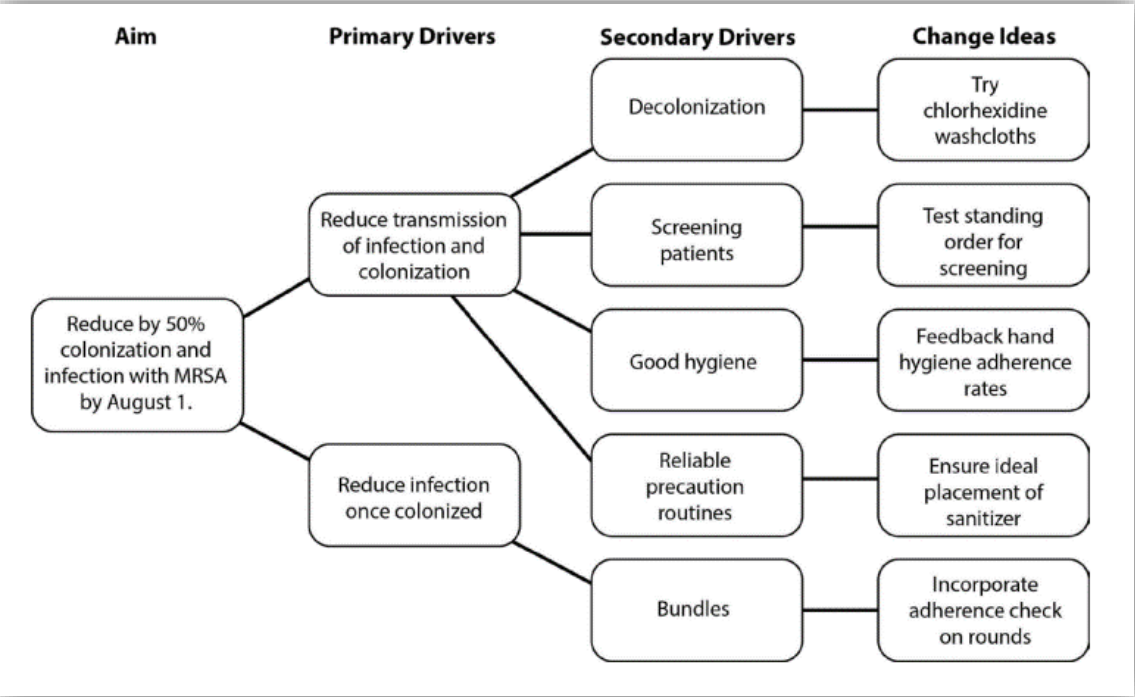 Aim
Primary Drivers
Secondary Drivers
Change Ideas
Reduce by 50%
colonization and
infection with MRSA
by August 1.
Reduce transmission
of infection and
colonization
Reduce infection
once colonized
Decolonization
Screening
patients
Good hygiene
Reliable
precaution
routines
Bundles
Try
chlorhexidine
washcloths
Test standing
order for
screening
Feedback hand
hygiene adherence
rates
Ensure ideal
placement of
sanitizer
Incorporate
adherence check
on rounds